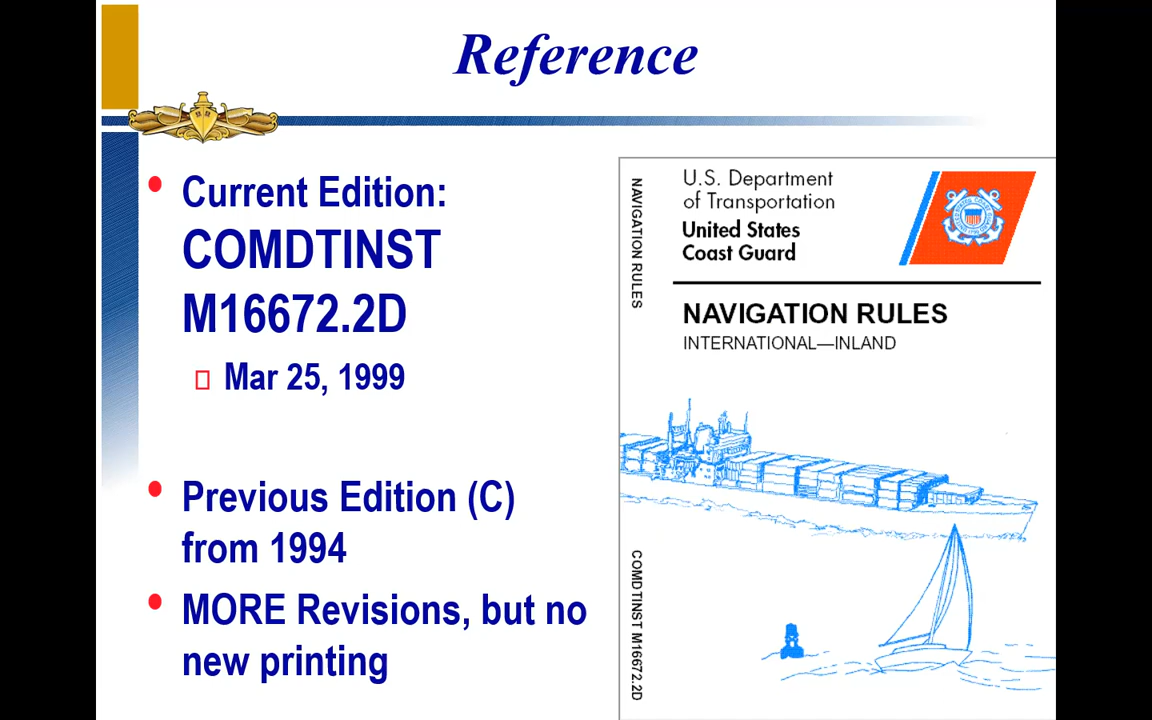 Reference
Current Edition:
COMDTINST
M16672.2D
Mar 25, 1999
Previous Edition (C)
from 1994
MORE Revisions, but no
new printing
NAVIGATION RULES
COMDTINST M16672.2D
U.S. Department
of Transportation
United States
Coast Guard
NAVIGATION RULES
INTERNATIONAL—INLAND